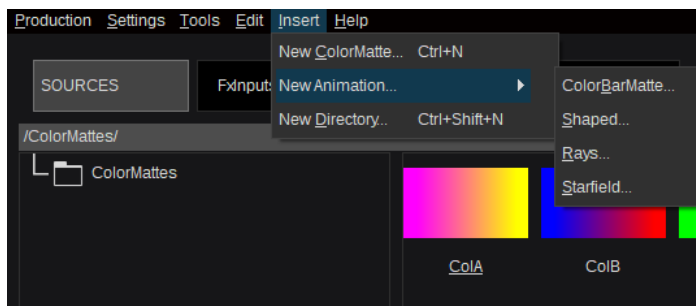 Production Settings Tools Edit Insert Help
New ColorMatte... Ctrl+N
SOURCES FxInputs New Animation... ColorBarMatte...
New Directory... Ctrl+Shift+N Shaped...
/ColorMattes/
Rays...
ColorMattes
Starfield...
ColA ColB